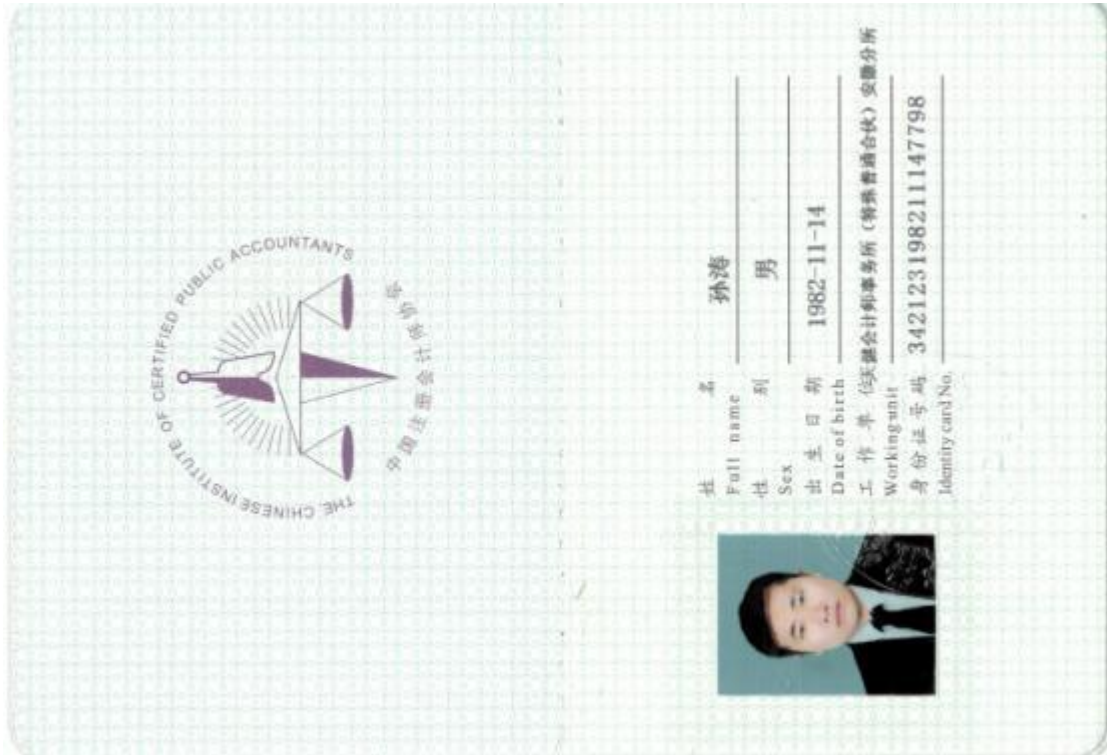 THE CHINESE INSTITUTE OF CERTIFIED PUBLIC ACCOUNTANTS
中国注册会计师协会
姓 名 孙涛
Full name
性 别 男
Sex
出 生 日 期 1982-11-14
Date of birth
工 作 单 位 天健会计师事务所（特殊普通合伙）安徽分所
Working unit
身 份 证 号 码 342123198211147798
Identity card No.